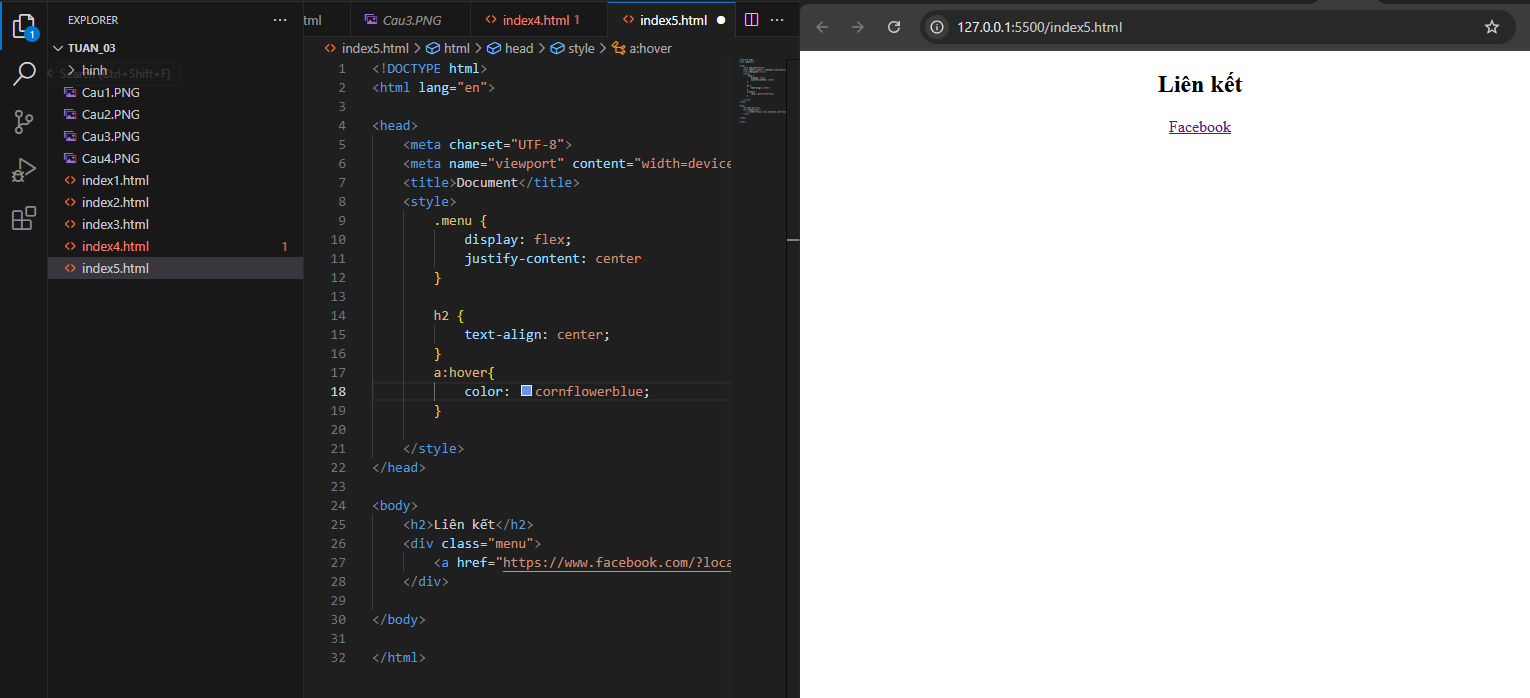 EXPLORER
TUAN_03
hinh
Search (Ctrl+Shift+F)
Cau1.PNG
Cau2.PNG
Cau3.PNG
Cau4.PNG
index1.html
index2.html
index3.html
index4.html 1
index5.html
1
tml Cau3.PNG index4.html 1 index5.html
index5.html > html > head > style > a:hover
1 <!DOCTYPE html>
2 <html lang="en">
3
4 <head>
5 <meta charset="UTF-8">
6 <meta name="viewport" content="width=device
7 <title>Document</title>
8 <style>
9 .menu {
10 display: flex;
11 justify-content: center
12 }
13
14 h2 {
15 text-align: center;
16 }
17 a:hover{
18 color: cornflowerblue;
19 }
20
21 </style>
22 </head>
23
24 <body>
25 <h2>Liên kết</h2>
26 <div class="menu">
27 <a href="https://www.facebook.com/?loca
28 </div>
29
30 </body>
31
32 </html>
127.0.0.1:5500/index5.html
Liên kết
Facebook